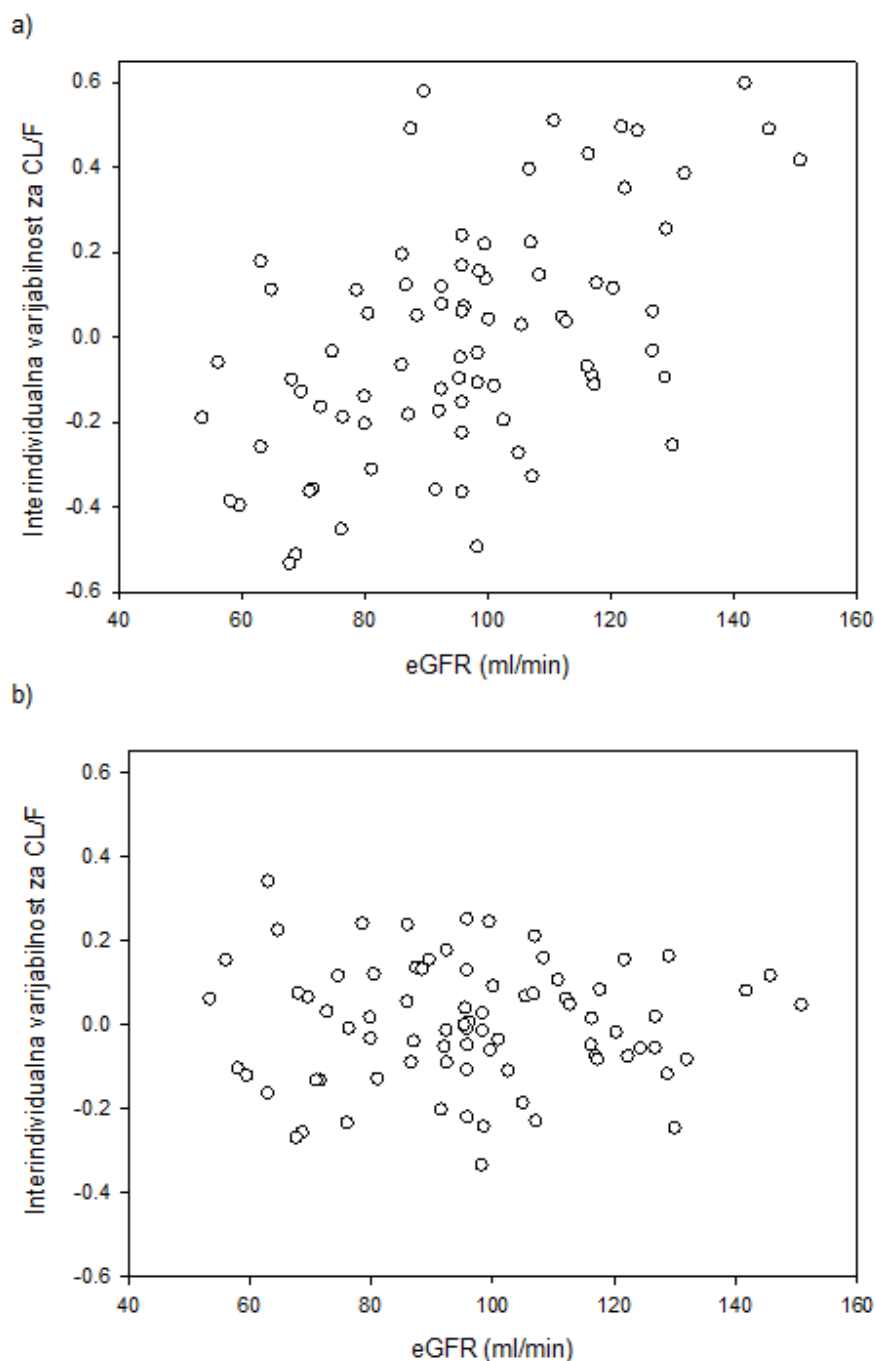 a)
Interindividualna varijabilnost za CL/F
0.6
0.4
0.2
0.0
-0.2
-0.4
-0.6
40 60 80 100 120 140 160
eGFR (ml/min)
b)
Interindividualna varijabilnost za CL/F
0.6
0.4
0.2
0.0
-0.2
-0.4
-0.6
40 60 80 100 120 140 160
eGFR (ml/min)